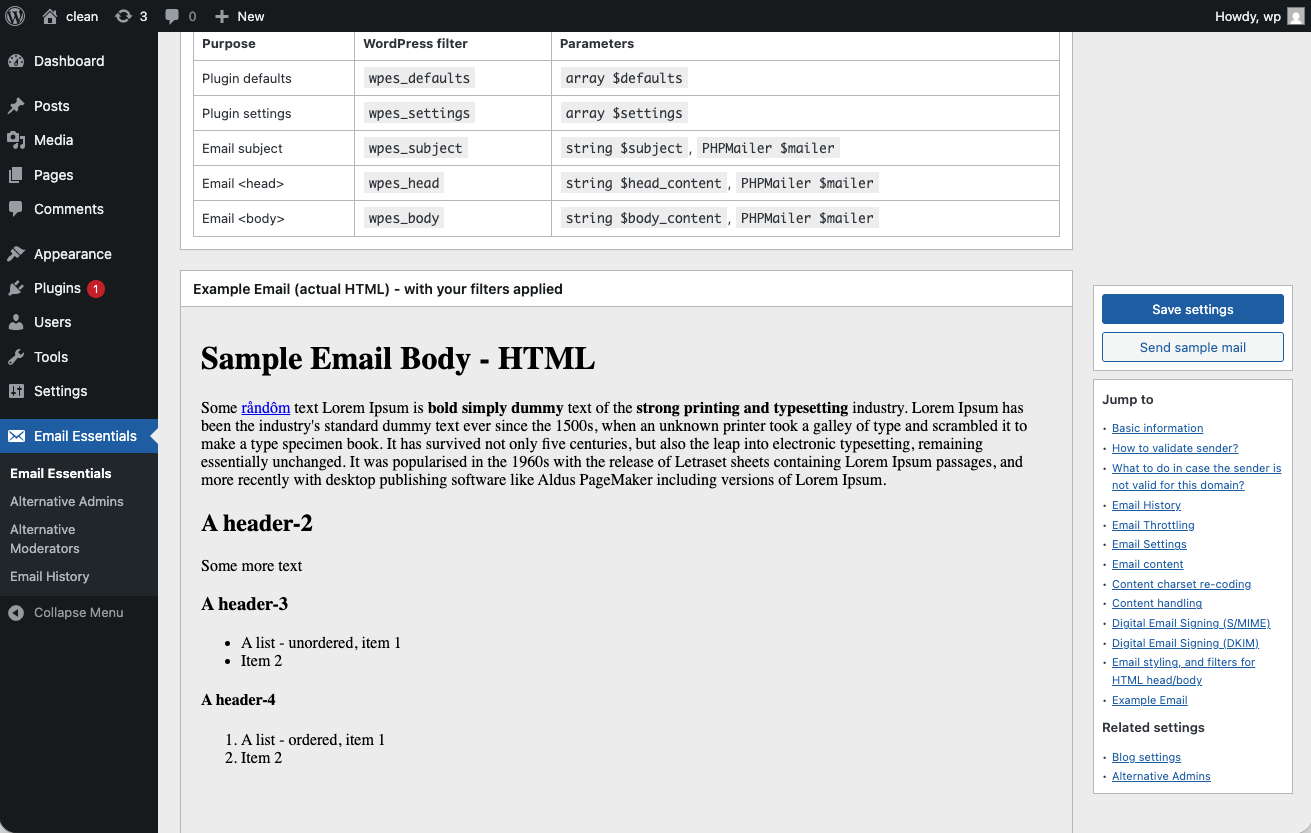 clean 3 0 New Howdy, wp
Dashboard
Posts
Media
Pages
Comments
Appearance
Plugins 1
Users
Tools
Settings
Email Essentials
Email Essentials
Alternative Admins
Alternative
Moderators
Email History
Collapse Menu
Purpose WordPress filter Parameters
Plugin defaults wpes_defaults array $defaults
Plugin settings wpes_settings array $settings
Email subject wpes_subject string $subject, PHPMailer $mailer
Email <head> wpes_head string $head_content, PHPMailer $mailer
Email <body> wpes_body string $body_content, PHPMailer $mailer
Example Email (actual HTML) - with your filters applied
Sample Email Body - HTML
Some råndôm text Lorem Ipsum is bold simply dummy text of the strong printing and typesetting industry. Lorem Ipsum has
been the industry's standard dummy text ever since the 1500s, when an unknown printer took a galley of type and scrambled it to
make a type specimen book. It has survived not only five centuries, but also the leap into electronic typesetting, remaining
essentially unchanged. It was popularised in the 1960s with the release of Letraset sheets containing Lorem Ipsum passages, and
more recently with desktop publishing software like Aldus PageMaker including versions of Lorem Ipsum.
A header-2
Some more text
A header-3
• A list - unordered, item 1
• Item 2
A header-4
1. A list - ordered, item 1
2. Item 2
Save settings
Send sample mail
Jump to
• Basic information
• How to validate sender?
• What to do in case the sender is
not valid for this domain?
• Email History
• Email Throttling
• Email Settings
• Email content
• Content charset re-coding
• Content handling
• Digital Email Signing (S/MIME)
• Digital Email Signing (DKIM)
• Email styling, and filters for
HTML head/body
• Example Email
Related settings
• Blog settings
• Alternative Admins